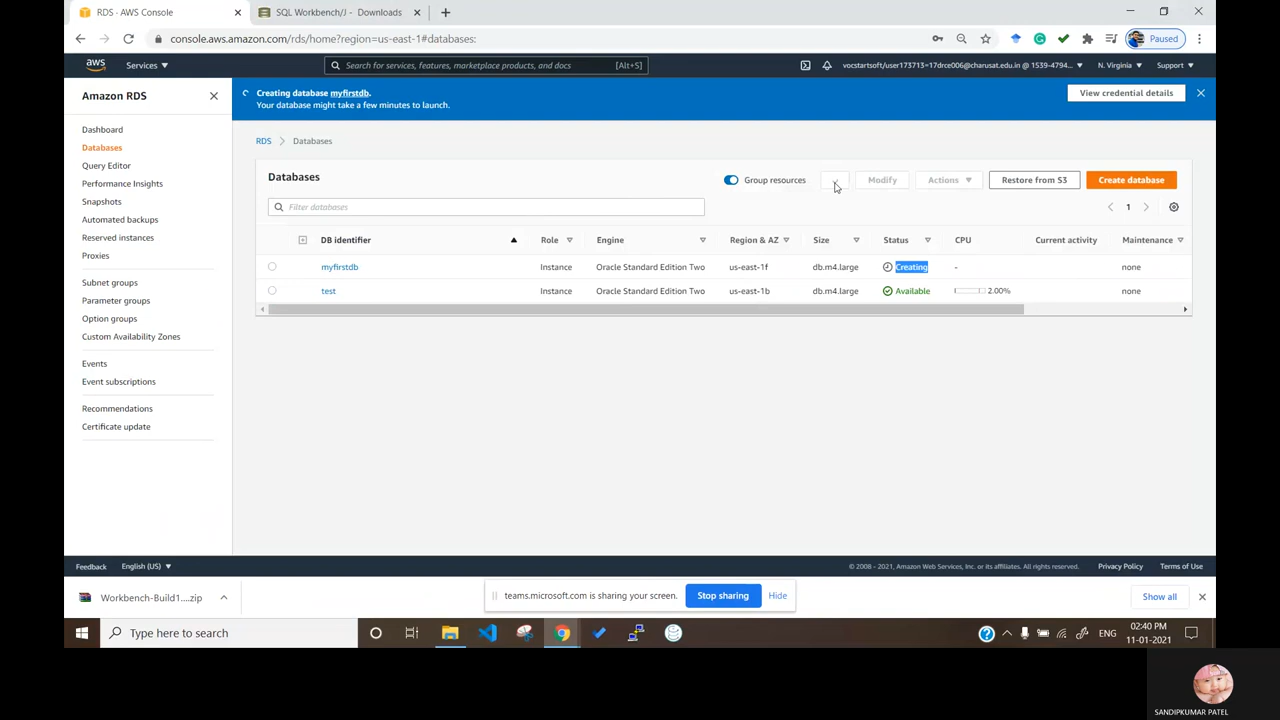 RDS · AWS Console
SQL Workbench/J - Downloads
console.aws.amazon.com/rds/home?region=us-east-1#databases:
Paused
aws
Services
Search for services, features, marketplace products, and docs
[Alt+S]
vocstartsoft/user173713=17drce006@charusat.edu.in @ 1539-4794...
N. Virginia
Support
Amazon RDS
Creating database myfirstdb.
Your database might take a few minutes to launch.
View credential details
Dashboard
Databases
Query Editor
Performance Insights
Snapshots
Automated backups
Reserved instances
Proxies
Subnet groups
Parameter groups
Option groups
Custom Availability Zones
Events
Event subscriptions
Recommendations
Certificate update
RDS > Databases
Databases
Group resources
Modify
Actions
Restore from S3
Create database
Filter databases
1
DB identifier Role Engine Region & AZ Size Status CPU Current activity Maintenance
myfirstdb Instance Oracle Standard Edition Two us-east-1f db.m4.large Creating - none
test Instance Oracle Standard Edition Two us-east-1b db.m4.large Available 2.00% none
Feedback
English (US)
© 2008 - 2021, Amazon Web Services, Inc. or its affiliates. All rights reserved.
Privacy Policy
Terms of Use
Workbench-Build1....zip
teams.microsoft.com is sharing your screen.
Stop sharing
Hide
Show all
Type here to search
ENG
02:40 PM
11-01-2021
SANDIPKUMAR PATEL